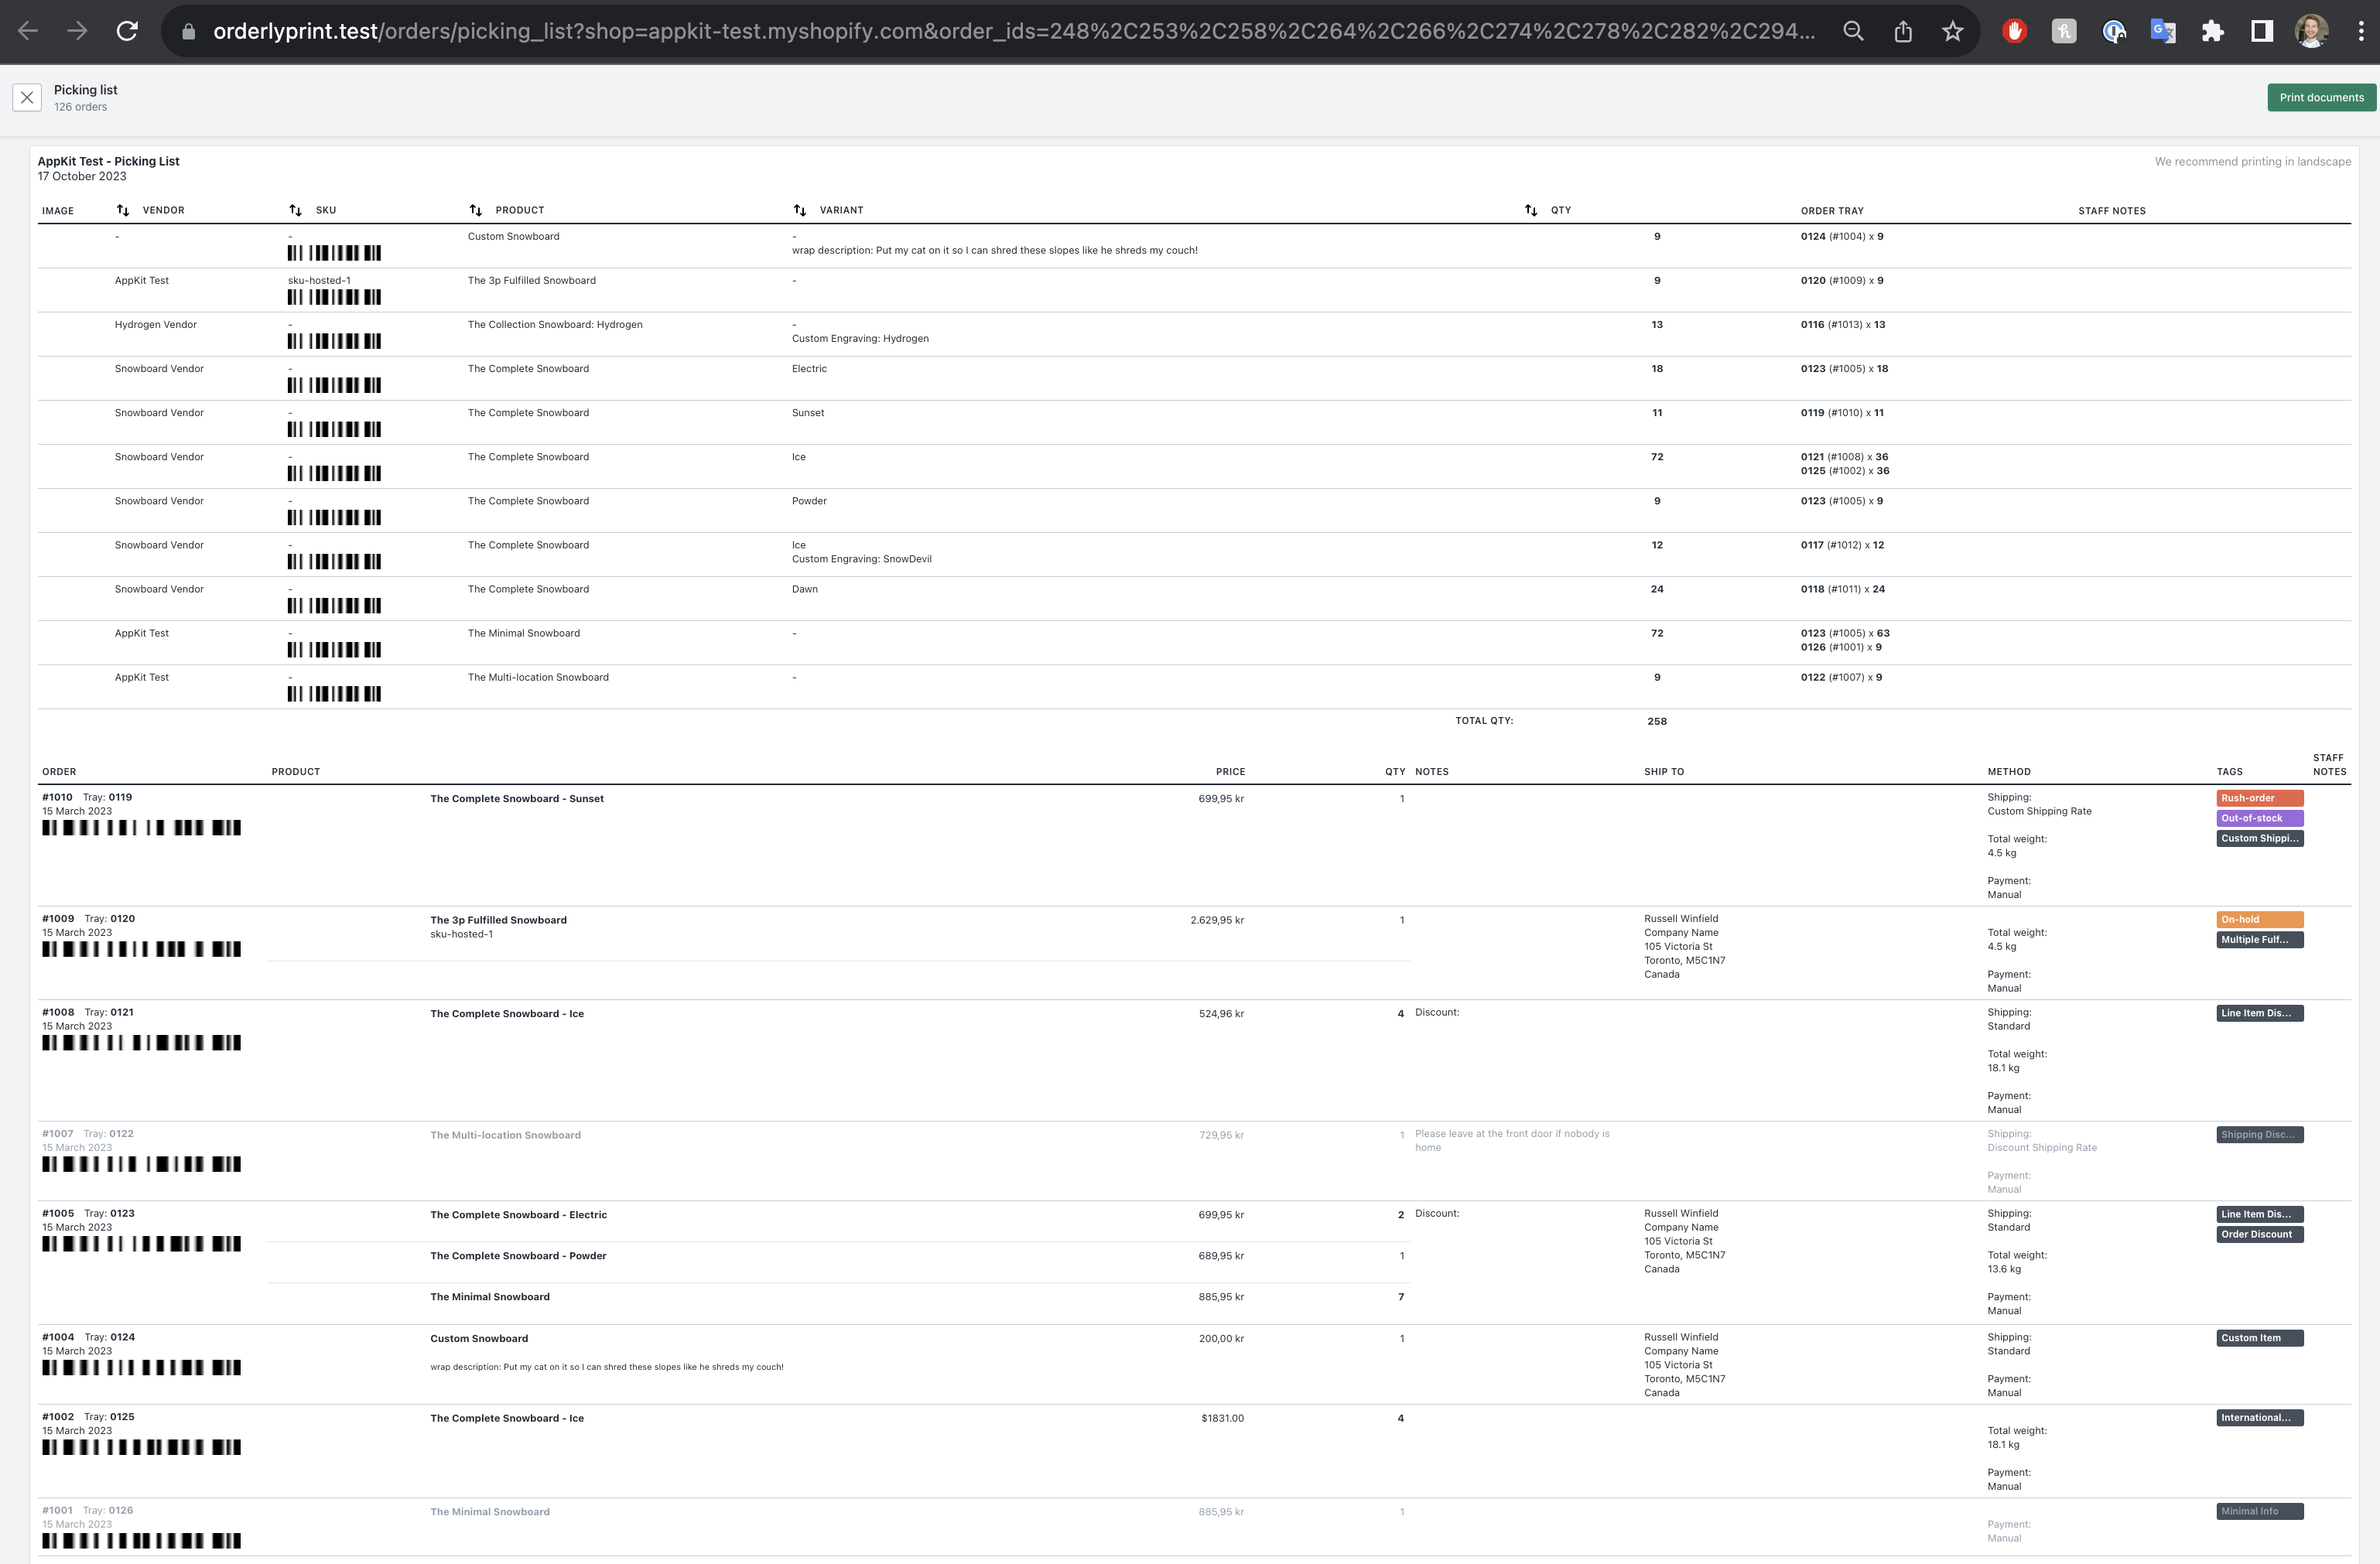 orderlyprint.test/orders/picking_list?shop=appkit-test.myshopify.com&order_ids=248%2C253%2C258%2C264%2C266%2C274%2C278%2C282%2C294...
Picking list
126 orders
Print documents
AppKit Test - Picking List
17 October 2023
We recommend printing in landscape
IMAGE VENDOR SKU PRODUCT VARIANT QTY ORDER TRAY STAFF NOTES
- - Custom Snowboard - 9 0124 (#1004) x 9
wrap description: Put my cat on it so I can shred these slopes like he shreds my couch!
AppKit Test sku-hosted-1 The 3p Fulfilled Snowboard - 9 0120 (#1009) x 9
Hydrogen Vendor - The Collection Snowboard: Hydrogen - 13 0116 (#1013) x 13
Custom Engraving: Hydrogen
Snowboard Vendor - The Complete Snowboard Electric 18 0123 (#1005) x 18
Snowboard Vendor - The Complete Snowboard Sunset 11 0119 (#1010) x 11
Snowboard Vendor - The Complete Snowboard Ice 72 0121 (#1008) x 36
0125 (#1002) x 36
Snowboard Vendor - The Complete Snowboard Powder 9 0123 (#1005) x 9
Snowboard Vendor - The Complete Snowboard Ice 12 0117 (#1012) x 12
Custom Engraving: SnowDevil
Snowboard Vendor - The Complete Snowboard Dawn 24 0118 (#1011) x 24
AppKit Test - The Minimal Snowboard - 72 0123 (#1005) x 63
0126 (#1001) x 9
AppKit Test - The Multi-location Snowboard - 9 0122 (#1007) x 9
TOTAL QTY: 258
ORDER PRODUCT PRICE QTY NOTES SHIP TO METHOD TAGS STAFF NOTES
#1010 Tray: 0119 The Complete Snowboard - Sunset 699,95 kr 1 Shipping: Rush-order
15 March 2023 Custom Shipping Rate Out-of-stock
Total weight: Custom Shippi...
4.5 kg
Payment:
Manual
#1009 Tray: 0120 The 3p Fulfilled Snowboard 2.629,95 kr 1 Russell Winfield On-hold
15 March 2023 sku-hosted-1 Company Name Total weight: Multiple Fulf...
105 Victoria St 4.5 kg
Toronto, M5C1N7
Canada Payment:
Manual
#1008 Tray: 0121 The Complete Snowboard - Ice 524,96 kr 4 Discount: Shipping: Line Item Dis...
15 March 2023 Standard
Total weight:
18.1 kg
Payment:
Manual
#1007 Tray: 0122 The Multi-location Snowboard 729,95 kr 1 Please leave at the front door if nobody is Shipping: Shipping Disc...
15 March 2023 home Discount Shipping Rate
Payment:
Manual
#1005 Tray: 0123 The Complete Snowboard - Electric 699,95 kr 2 Discount: Russell Winfield Shipping: Line Item Dis...
15 March 2023 Company Name Standard Order Discount
105 Victoria St
The Complete Snowboard - Powder 689,95 kr 1 Toronto, M5C1N7 Total weight:
Canada 13.6 kg
The Minimal Snowboard 885,95 kr 7 Payment:
Manual
#1004 Tray: 0124 Custom Snowboard 200,00 kr 1 Russell Winfield Shipping: Custom Item
15 March 2023 Company Name Standard
wrap description: Put my cat on it so I can shred these slopes like he shreds my couch! 105 Victoria St
Toronto, M5C1N7 Payment:
Canada Manual
#1002 Tray: 0125 The Complete Snowboard - Ice $1831.00 4 International...
15 March 2023 Total weight:
18.1 kg
Payment:
Manual
#1001 Tray: 0126 The Minimal Snowboard 885,95 kr 1 Minimal Info
15 March 2023 Payment:
Manual